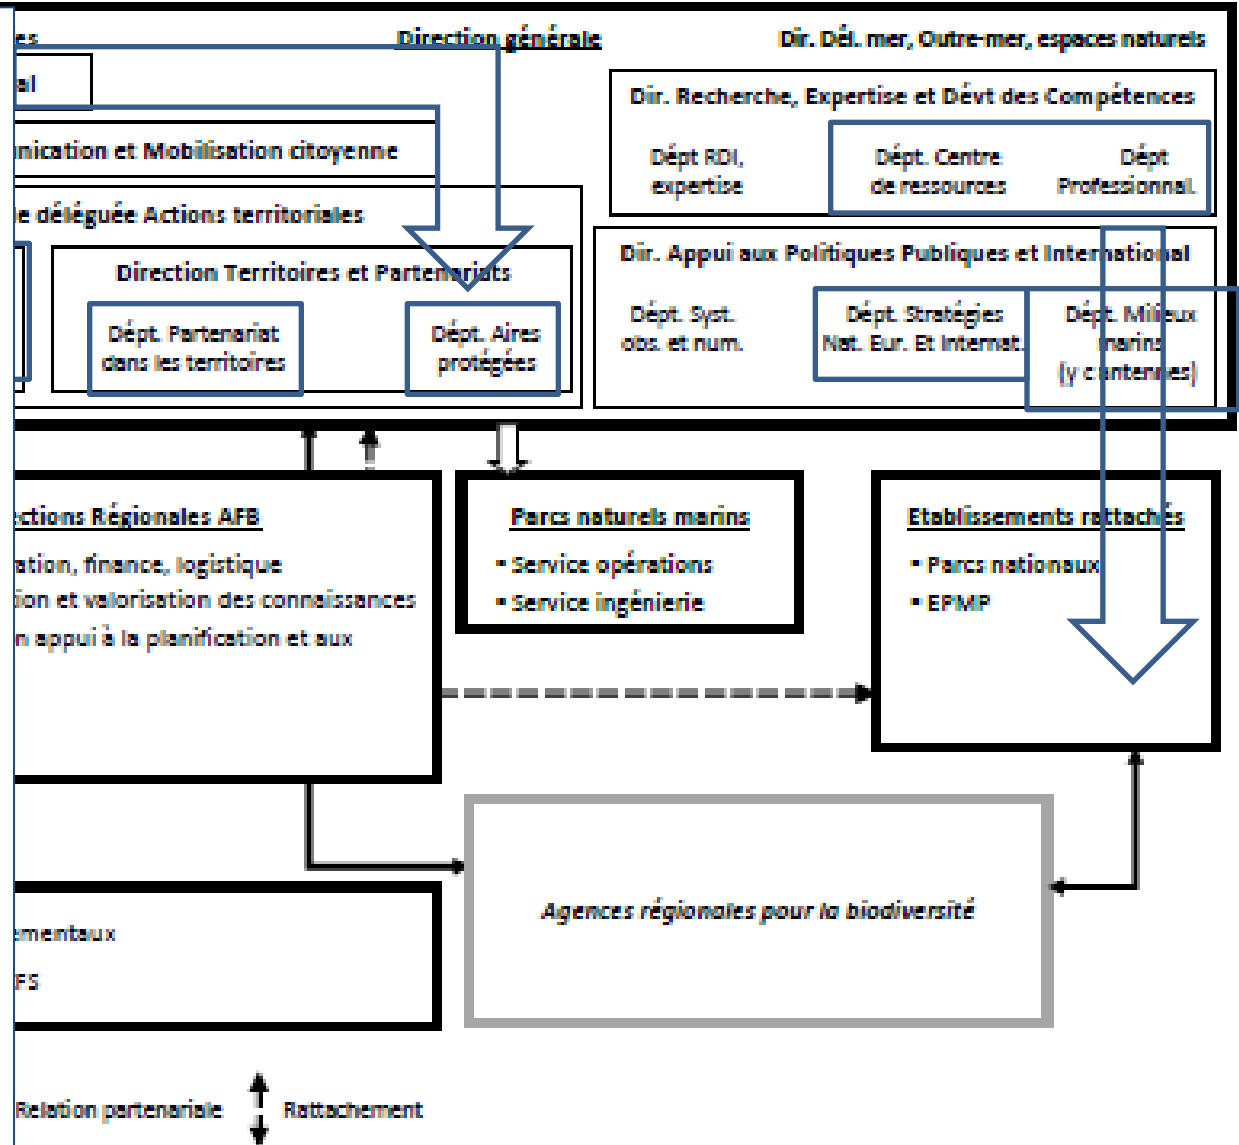 es
Direction générale
Dir. Dél. mer, Outre-mer, espaces naturels
al
Dir. Recherche, Expertise et Dévt des Compétences
nication et Mobilisation citoyenne
Dépt RDI,
expertise
Dépt. Centre
de ressources
Dépt
Professionnal.
le déléguée Actions territoriales
Direction Territoires et Partenariats
Dépt. Partenariat
dans les territoires
Dépt. Aires
protégées
Dir. Appui aux Politiques Publiques et International
Dépt. Syst.
obs. et num.
Dépt. Stratégies
Nat. Eur. Et Internat.
Dépt. Milieux
marins
(y c antennes)
ections Régionales AFB
ation, finance, logistique
ion et valorisation des connaissances
n appui à la planification et aux
Parcs naturels marins
▪ Service opérations
▪ Service ingénierie
Etablissements rattachés
▪ Parcs nationaux
▪ EPMP
Agences régionales pour la biodiversité
ementaux
FS
Relation partenariale
Rattachement